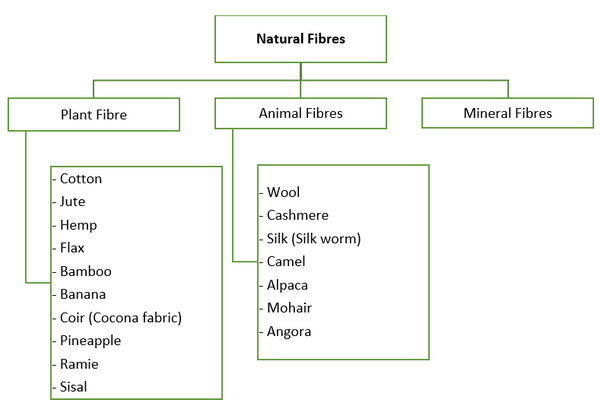 Natural Fibres
Plant Fibre
Animal Fibres
Mineral Fibres
- Cotton
- Jute
- Hemp
- Flax
- Bamboo
- Banana
- Coir (Cocona fabric)
- Pineapple
- Ramie
- Sisal
- Wool
- Cashmere
- Silk (Silk worm)
- Camel
- Alpaca
- Mohair
- Angora